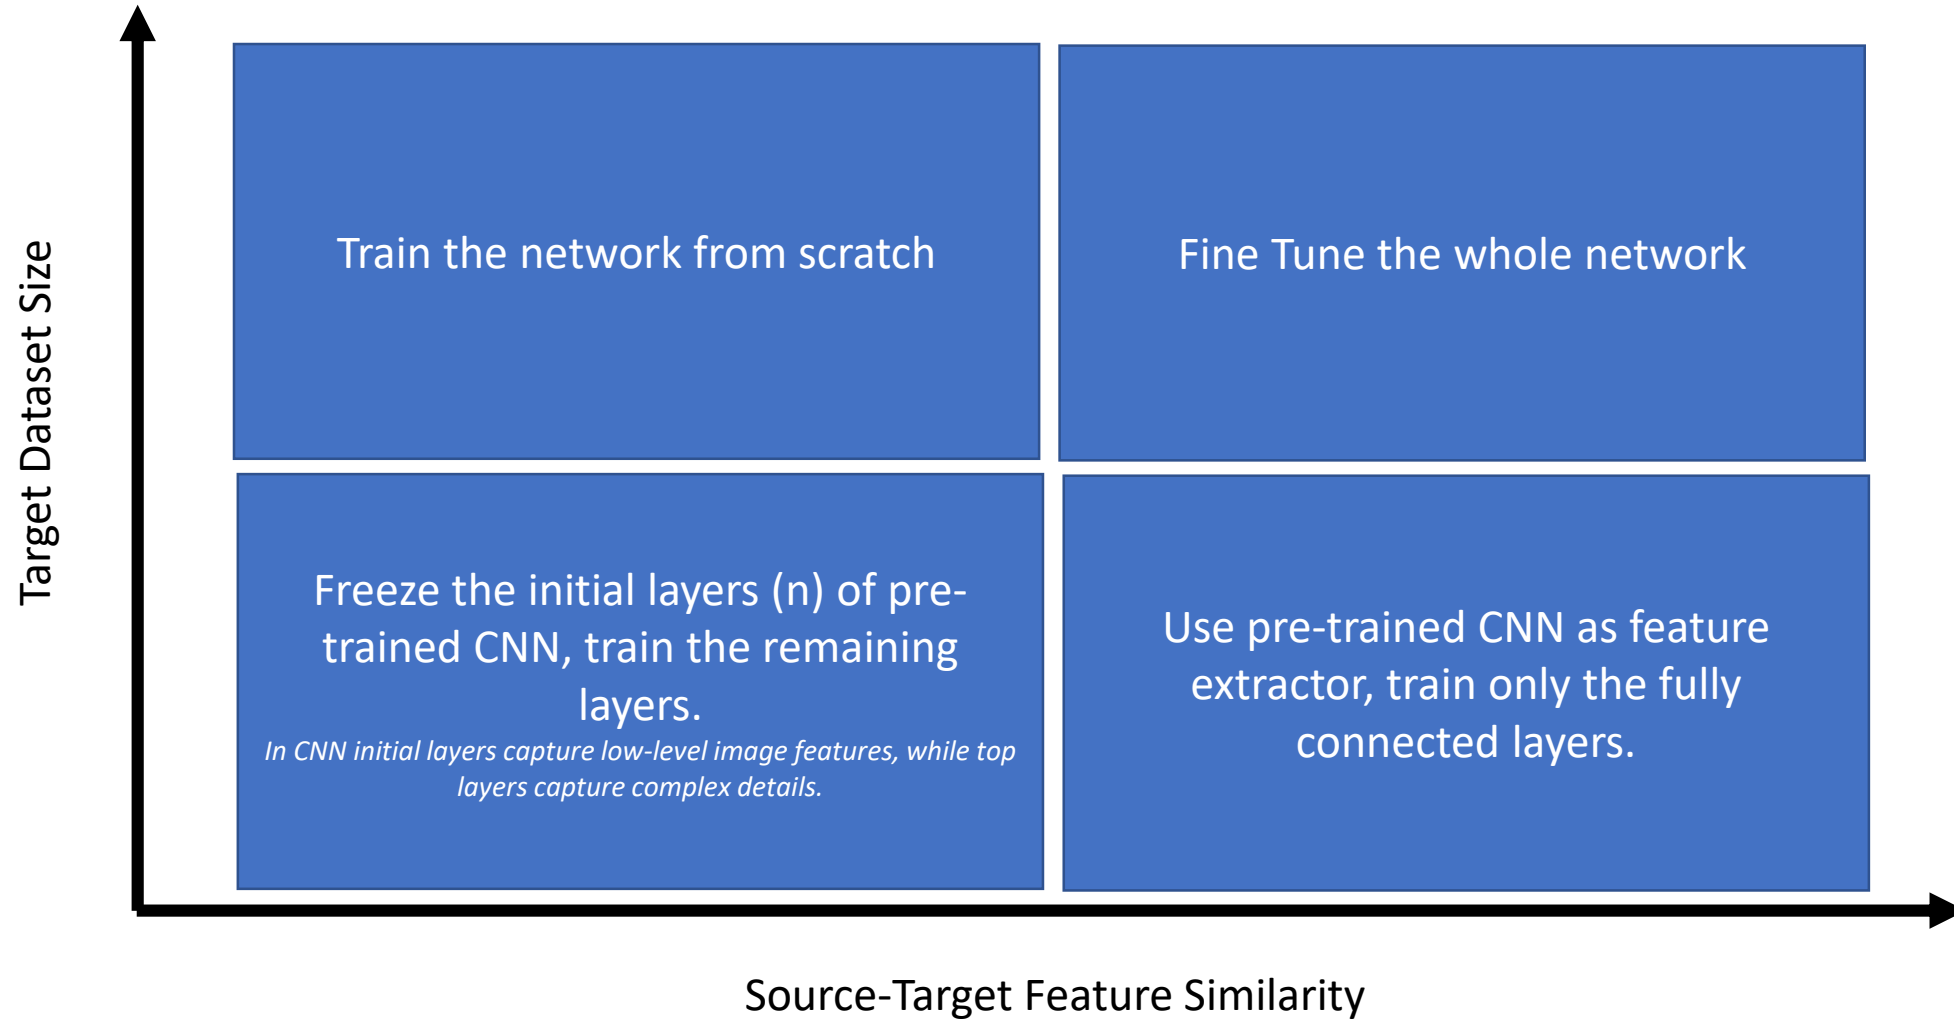 Target Dataset Size
Train the network from scratch
Fine Tune the whole network
Freeze the initial layers (n) of pre-
trained CNN, train the remaining
layers.
In CNN initial layers capture low-level image features, while top
layers capture complex details.
Use pre-trained CNN as feature
extractor, train only the fully
connected layers.
Source-Target Feature Similarity